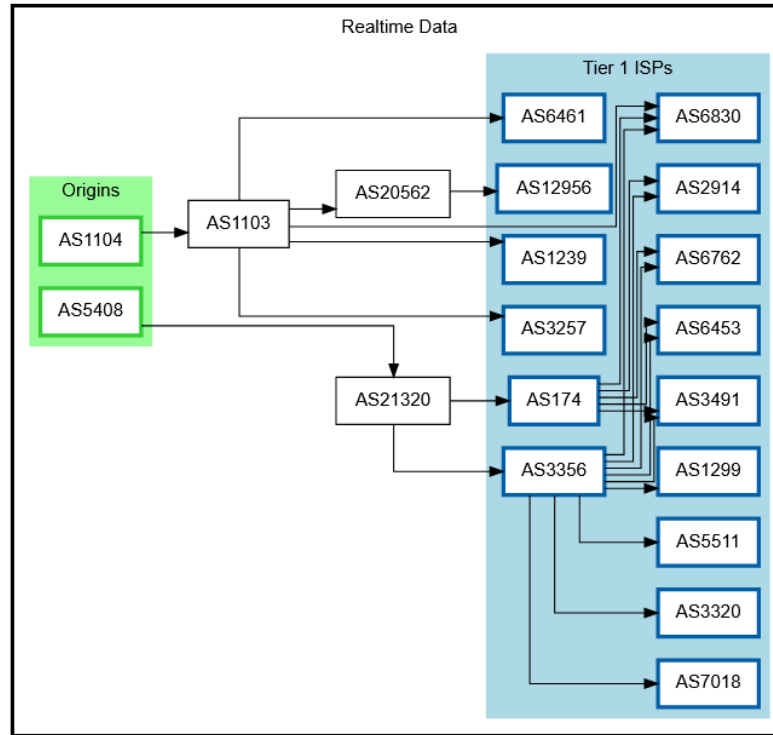 Realtime Data
Origins
AS1104
AS5408
AS1103
AS20562
AS21320
Tier 1 ISPs
AS6461
AS12956
AS1239
AS3257
AS174
AS3356
AS6830
AS2914
AS6762
AS6453
AS3491
AS1299
AS5511
AS3320
AS7018